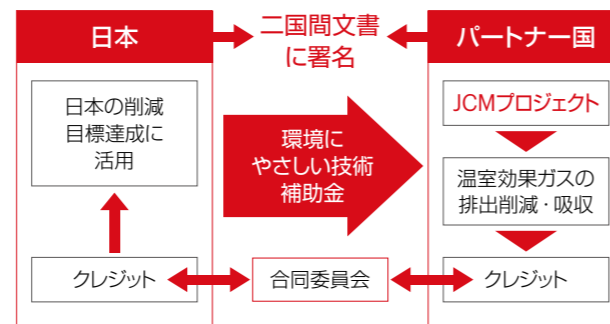 日本
二国間文書
に署名
パートナー国
日本の削減
目標達成に
活用
環境に
やさしい技術
補助金
JCMプロジェクト
温室効果ガスの
排出削減・吸収
クレジット
合同委員会
クレジット